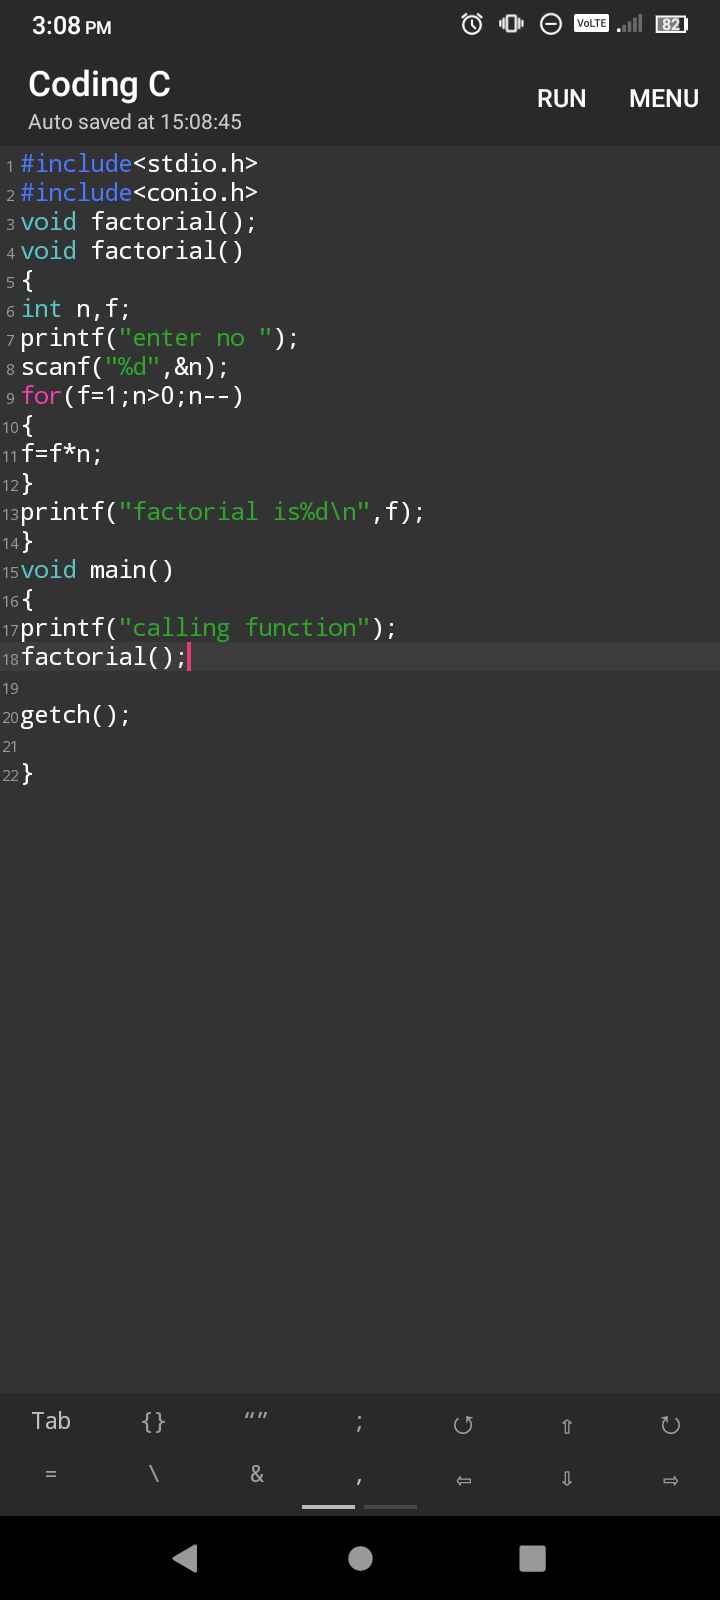 3:08 PM VoLTE 82
Coding C
Auto saved at 15:08:45
RUN MENU
1 #include<stdio.h>
2 #include<conio.h>
3 void factorial();
4 void factorial()
5 {
6 int n,f;
7 printf("enter no ");
8 scanf("%d",&n);
9 for(f=1;n>0;n--)
10 {
11 f=f*n;
12 }
13 printf("factorial is%d\n",f);
14 }
15 void main()
16 {
17 printf("calling function");
18 factorial();
19
20 getch();
21
22 }
Tab {} “” ; ↺ ⇧ ↻
= \ & , ⇦ ⇩ ⇨